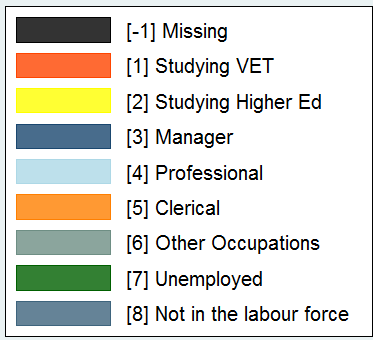 [-1] Missing
[1] Studying VET
[2] Studying Higher Ed
[3] Manager
[4] Professional
[5] Clerical
[6] Other Occupations
[7] Unemployed
[8] Not in the labour force